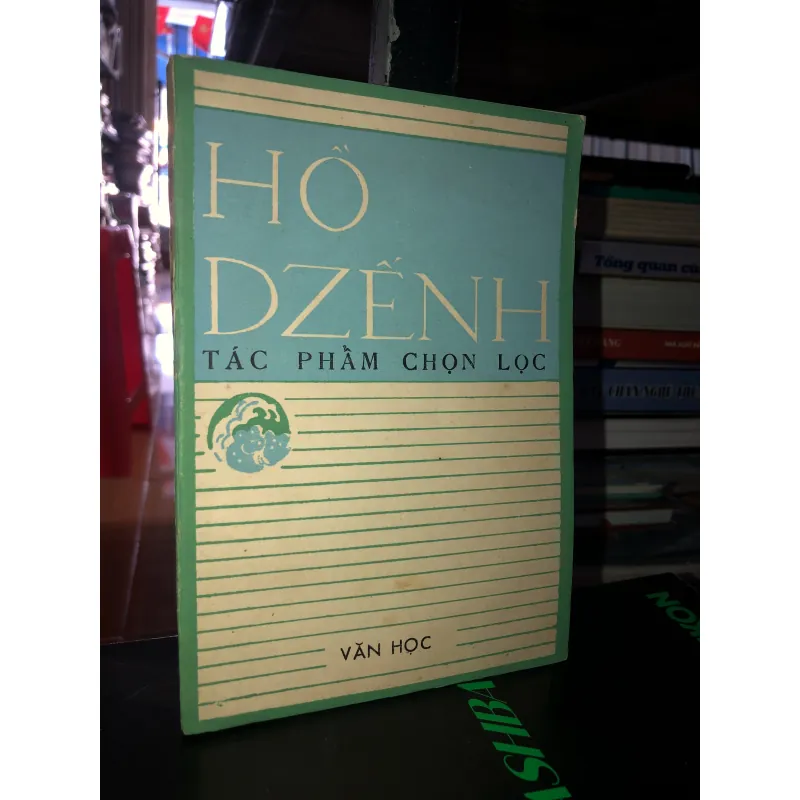 HỒ
DZẾNH
TÁC PHẨM CHỌN LỌC
VĂN HỌC
Tổng quan